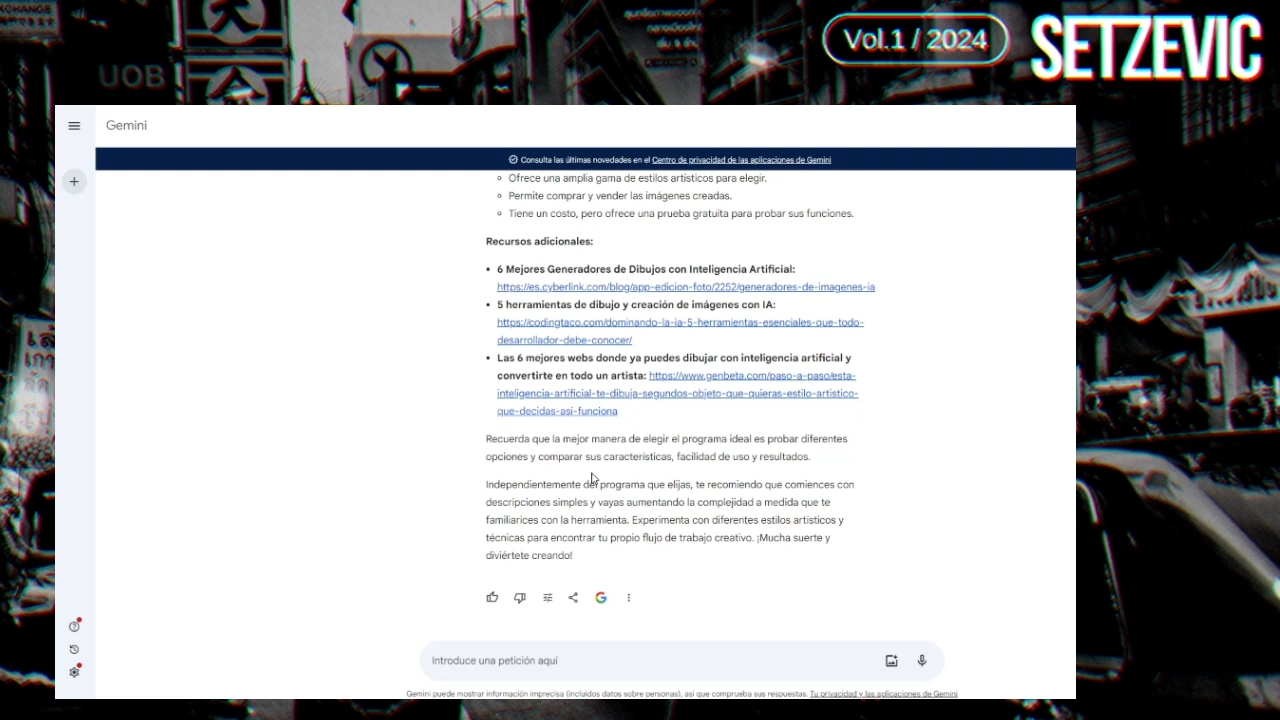 XCHANGE
UOB
Vol.1 / 2024
SETZEVIC
Gemini
Consulta las últimas novedades en el Centro de privacidad de las aplicaciones de Gemini
Ofrece una amplia gama de estilos artísticos para elegir.
Permite comprar y vender las imágenes creadas.
Tiene un costo, pero ofrece una prueba gratuita para probar sus funciones.
Recursos adicionales:
6 Mejores Generadores de Dibujos con Inteligencia Artificial:
https://es.cyberlink.com/blog/app-edicion-foto/2252/generadores-de-imagenes-ia
5 herramientas de dibujo y creación de imágenes con IA:
https://codingtaco.com/dominando-la-ia-5-herramientas-esenciales-que-todo-
desarrollador-debe-conocer/
Las 6 mejores webs donde ya puedes dibujar con inteligencia artificial y
convertirte en todo un artista: https://www.genbeta.com/paso-a-paso/esta-
inteligencia-artificial-te-dibuja-segundos-objeto-que-quieras-estilo-artistico-
que-decidas-asi-funciona
Recuerda que la mejor manera de elegir el programa ideal es probar diferentes
opciones y comparar sus características, facilidad de uso y resultados.
Independientemente del programa que elijas, te recomiendo que comiences con
descripciones simples y vayas aumentando la complejidad a medida que te
familiarices con la herramienta. Experimenta con diferentes estilos artísticos y
técnicas para encontrar tu propio flujo de trabajo creativo. ¡Mucha suerte y
diviértete creando!
Introduce una petición aquí
Gemini puede mostrar información imprecisa (incluidos datos sobre personas), así que comprueba sus respuestas. Tu privacidad y las aplicaciones de Gemini